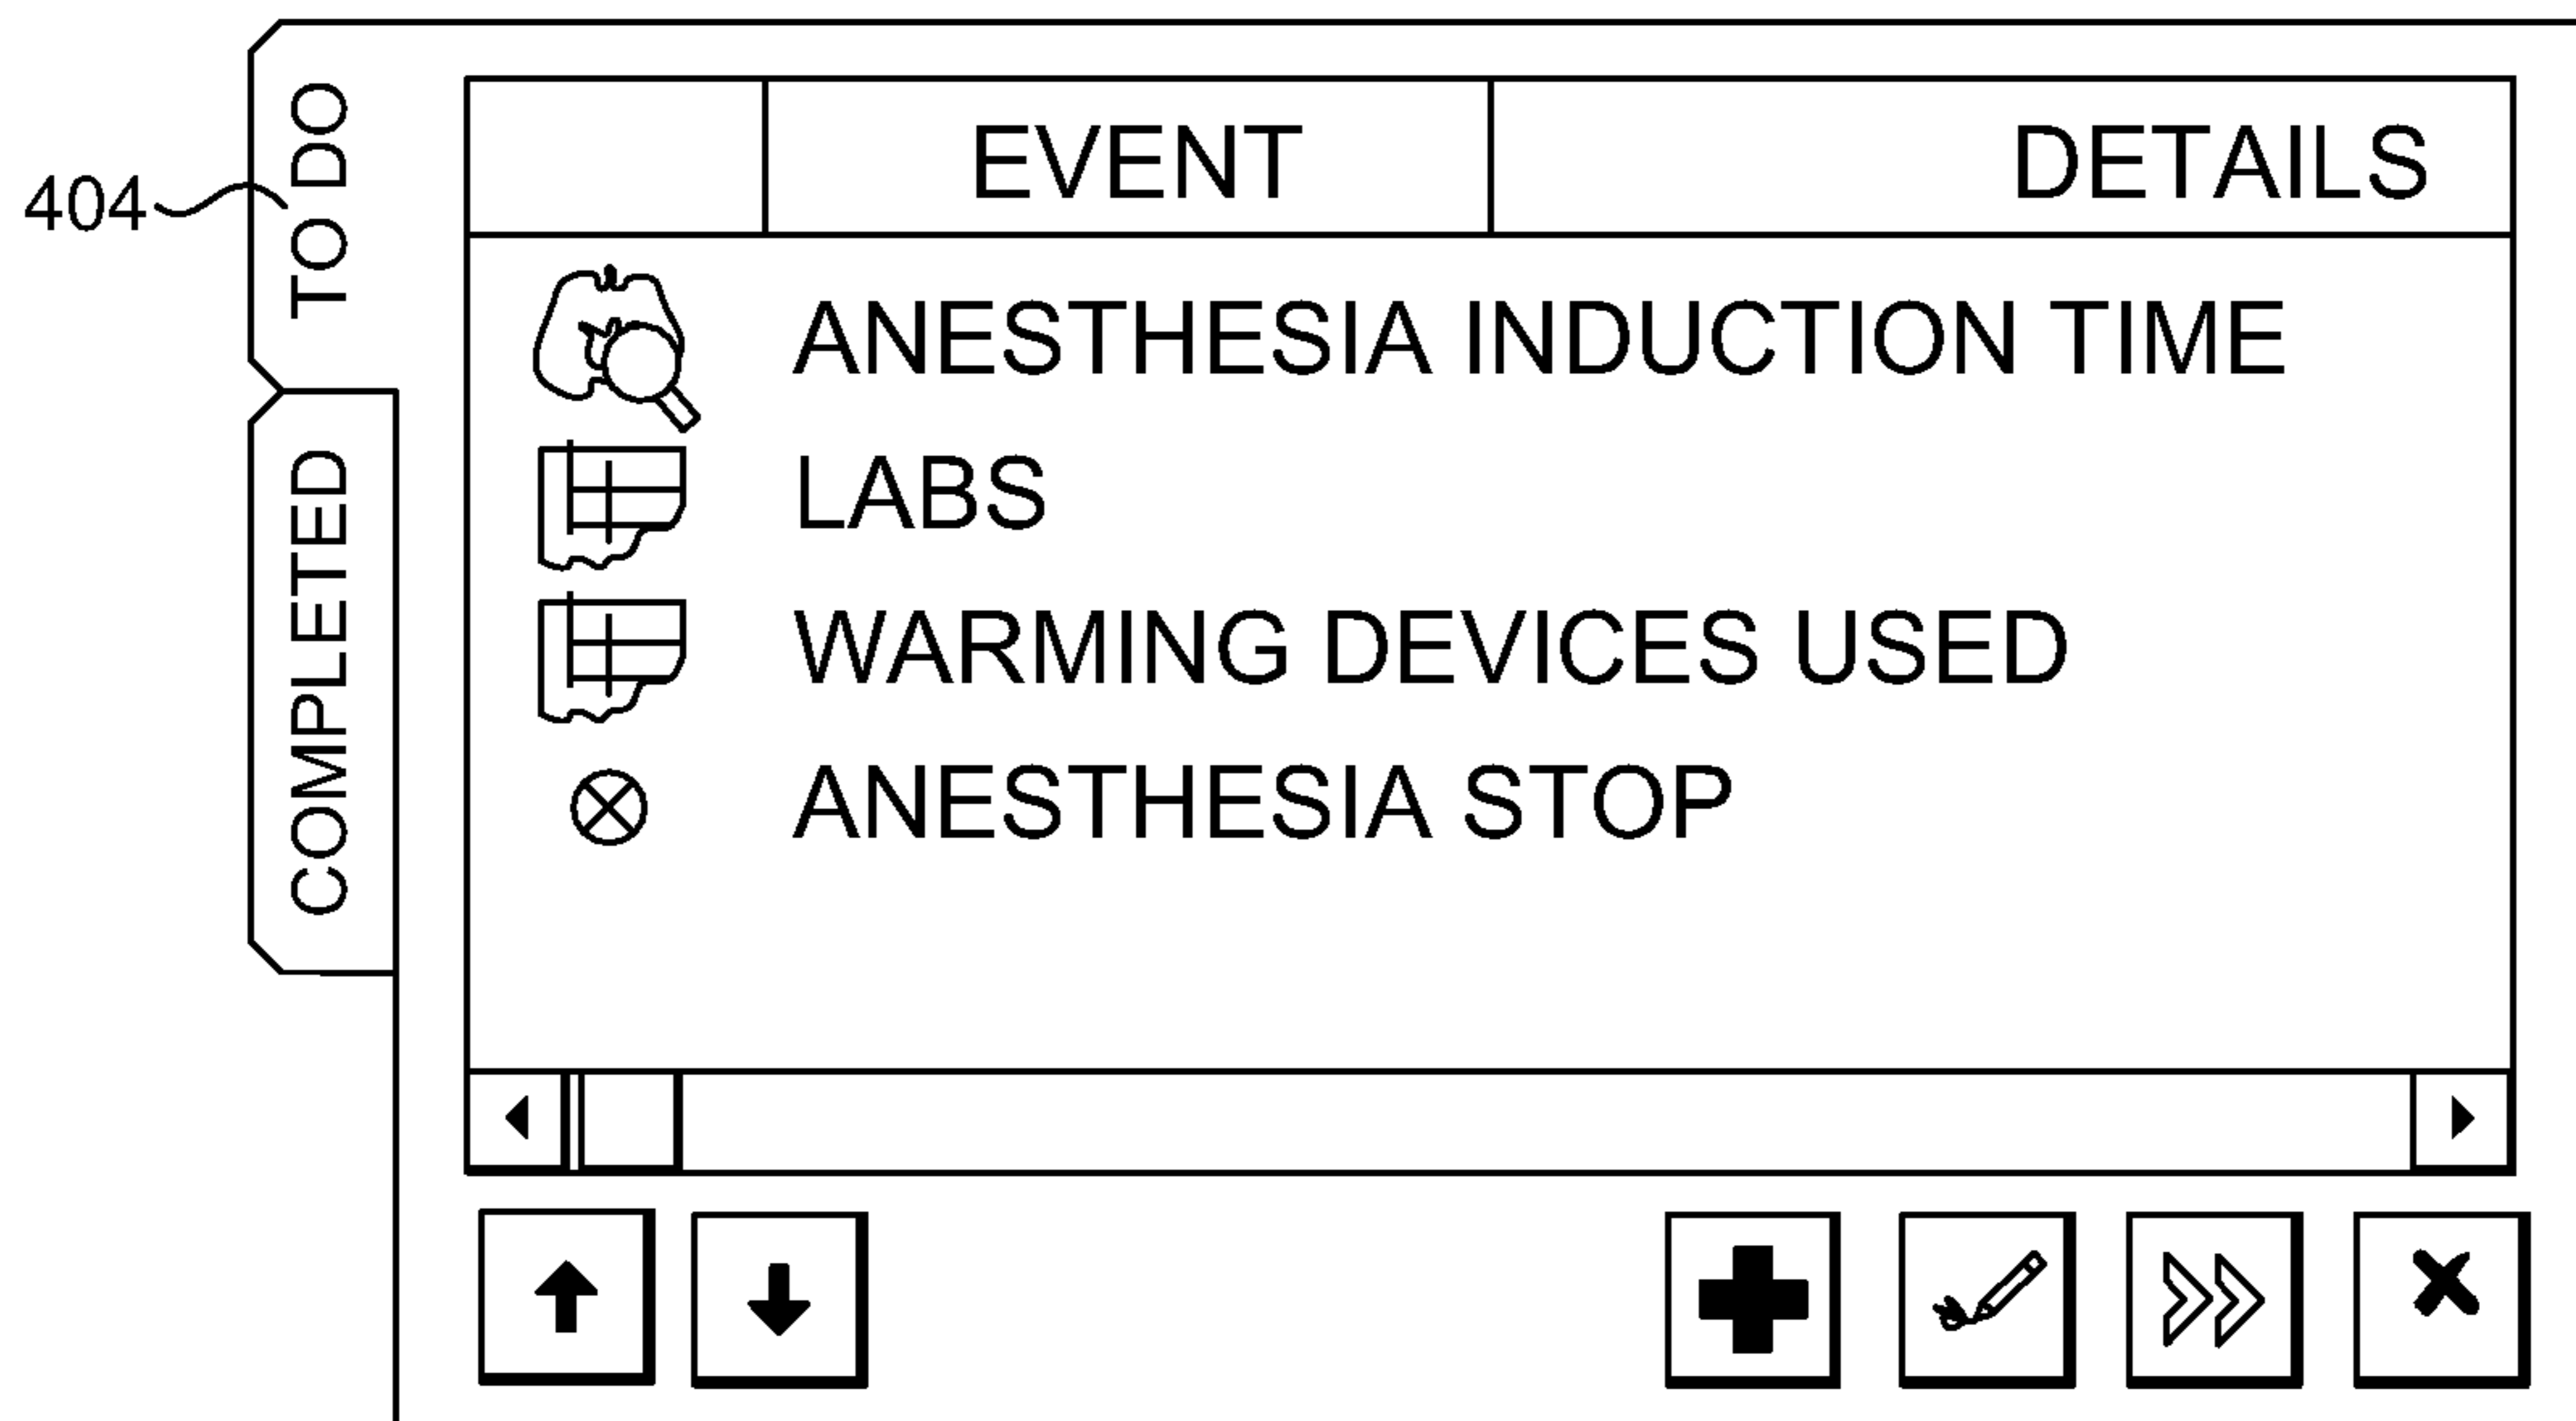 404
TO DO
COMPLETED
EVENT DETAILS
ANESTHESIA INDUCTION TIME
LABS
WARMING DEVICES USED
ANESTHESIA STOP